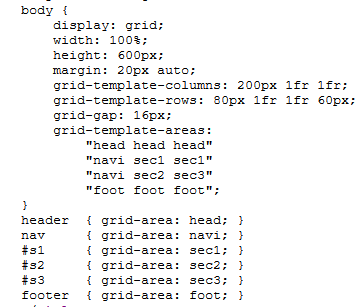 body {
    display: grid;
    width: 100%;
    height: 600px;
    margin: 20px auto;
    grid-template-columns: 200px 1fr 1fr;
    grid-template-rows: 80px 1fr 1fr 60px;
    grid-gap: 16px;
    grid-template-areas:
        "head head head"
        "navi sec1 sec1"
        "navi sec2 sec3"
        "foot foot foot";
}
header  { grid-area: head; }
nav     { grid-area: navi; }
#s1     { grid-area: sec1; }
#s2     { grid-area: sec2; }
#s3     { grid-area: sec3; }
footer  { grid-area: foot; }